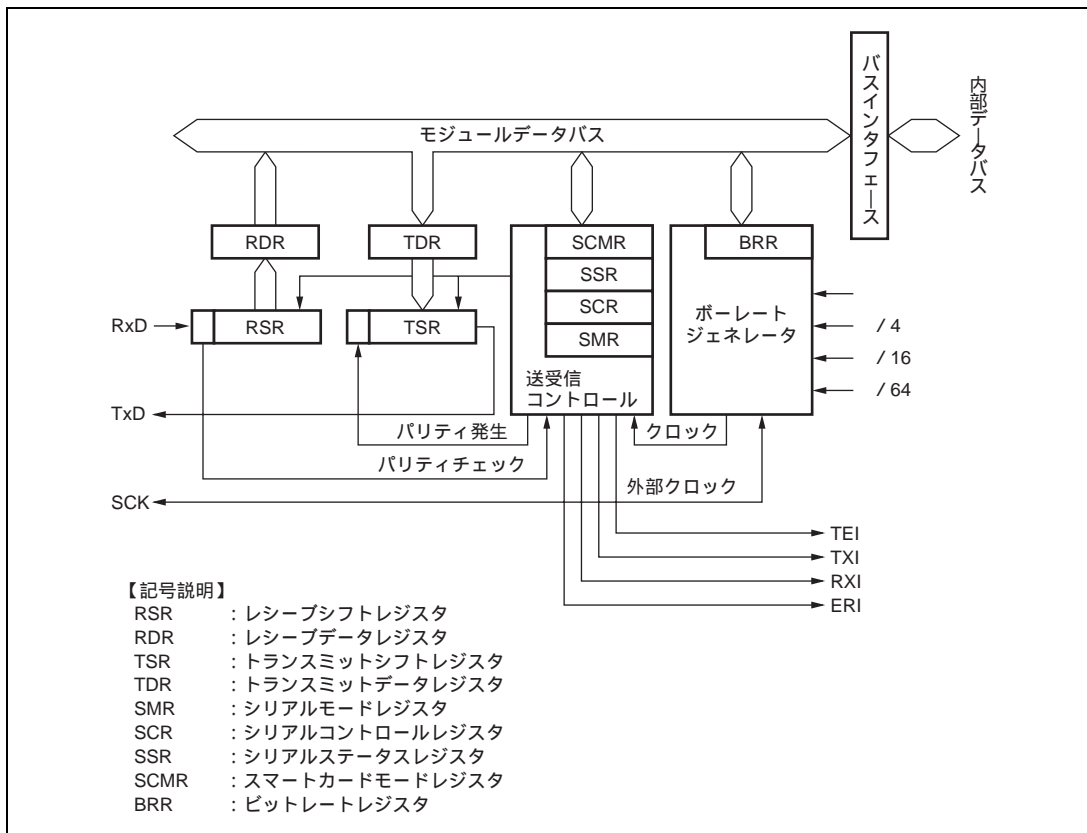 バスインタフェース
内部データバス
モジュールデータバス
RDR
TDR
SCMR
BRR
SSR
SCR
SMR
RxD
RSR
TSR
ボーレート
ジェネレータ
/ 4
/ 16
/ 64
送受信
コントロール
TxD
パリティ発生
クロック
パリティチェック
外部クロック
SCK
TEI
TXI
RXI
ERI
【記号説明】
RSR : レシーブシフトレジスタ
RDR : レシーブデータレジスタ
TSR : トランスミットシフトレジスタ
TDR : トランスミットデータレジスタ
SMR : シリアルモードレジスタ
SCR : シリアルコントロールレジスタ
SSR : シリアルステータスレジスタ
SCMR : スマートカードモードレジスタ
BRR : ビットレートレジスタ